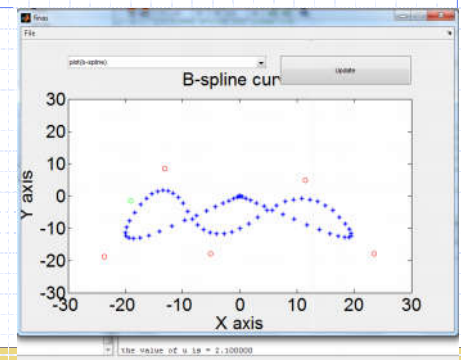 File
plot(b-spline)
Update
B-spline cur
30
20
10
0
-10
-20
-30
Y axis
-30 -20 -10 0 10 20 30
X axis
the value of u is = 2.100000